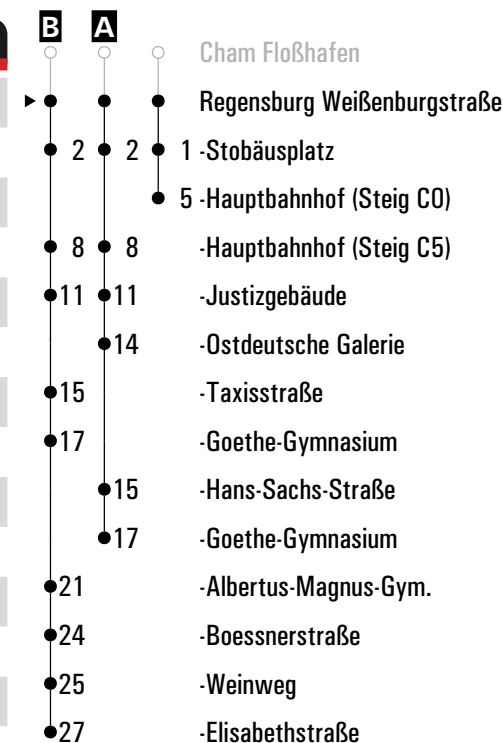 B A
Cham Floßhafen
Regensburg Weißenburgstraße
2 2 1 -Stobäusplatz
5 -Hauptbahnhof (Steig C0)
8 8 -Hauptbahnhof (Steig C5)
11 11 -Justizgebäude
14 -Ostdeutsche Galerie
15 -Taxisstraße
17 -Goethe-Gymnasium
15 -Hans-Sachs-Straße
17 -Goethe-Gymnasium
21 -Albertus-Magnus-Gym.
24 -Boessnerstraße
25 -Weinweg
27 -Elisabethstraße